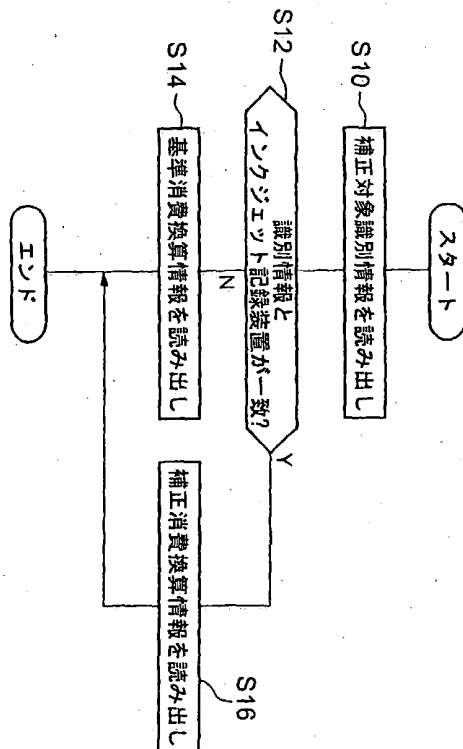 スタート
S10
補正対象識別情報を読み出し
S12
識別情報と
インクジェット記録装置が一致?
Y
N
S14
基準消費換算情報を読み出し
S16
補正消費換算情報を読み出し
エンド